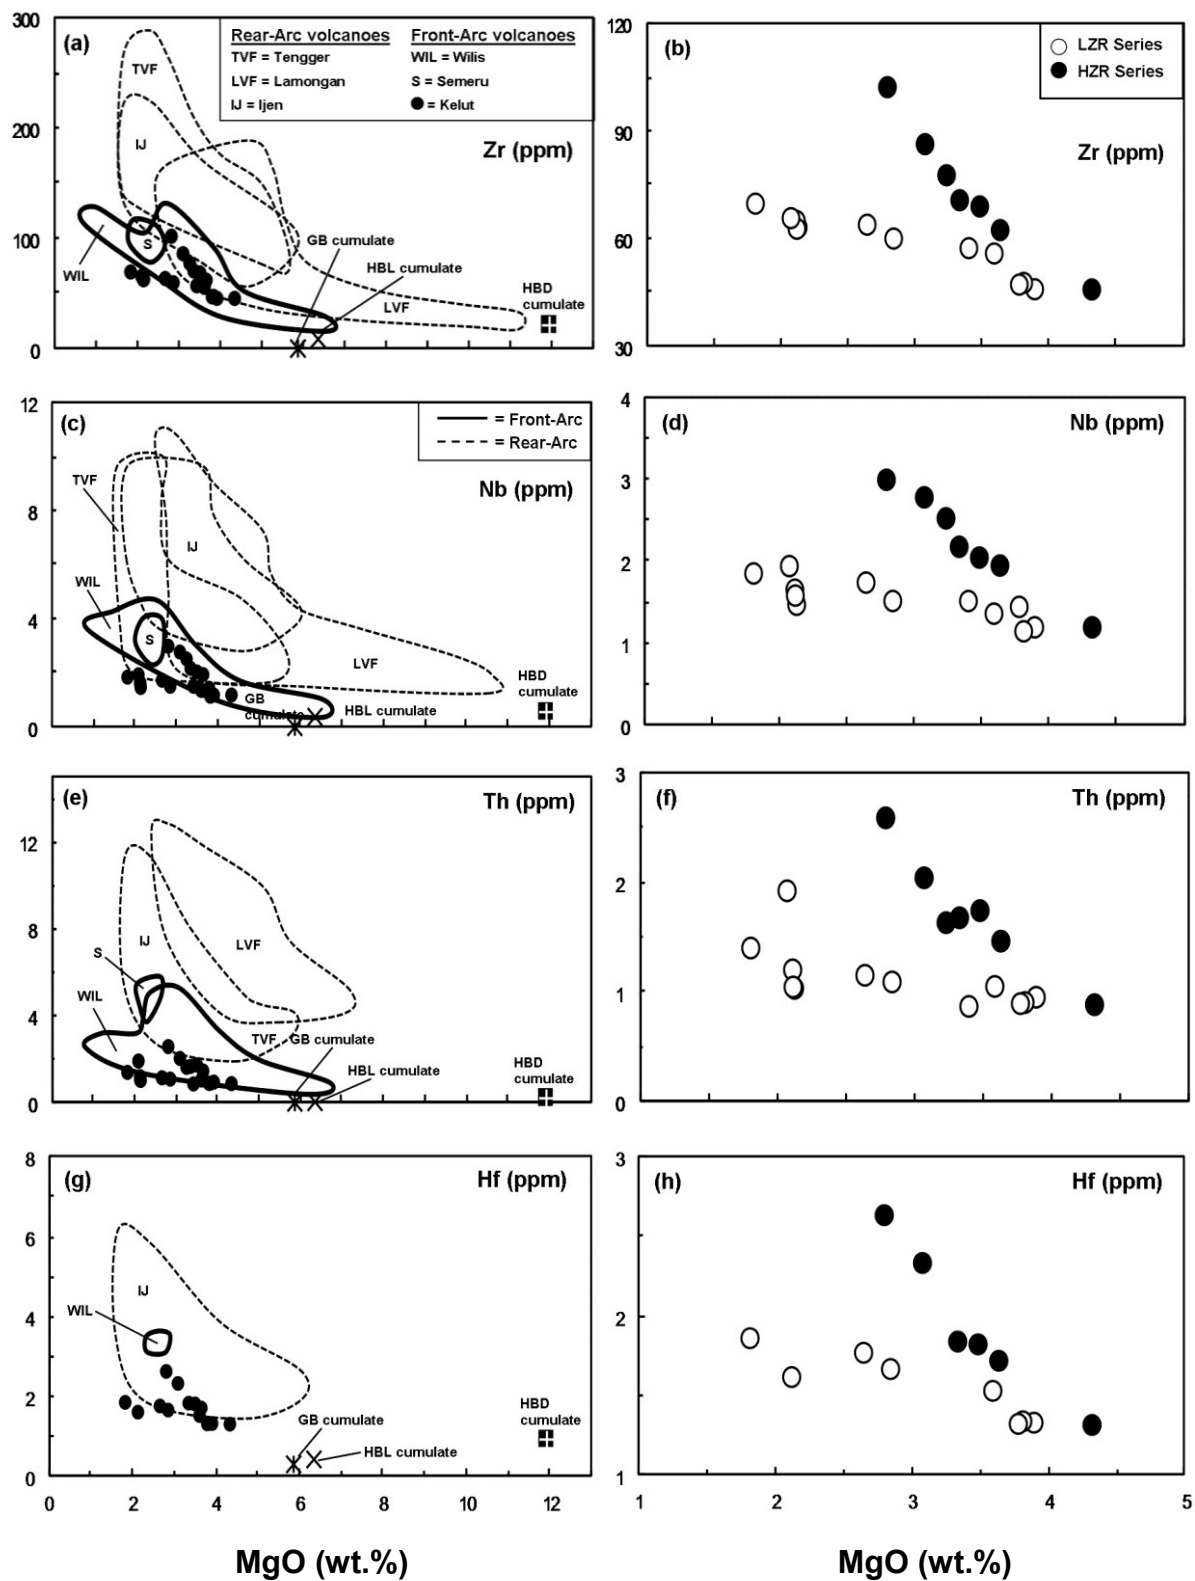 300
200
100
0
(a)
Rear-Arc volcanoes Front-Arc volcanoes
TVF = Tengger WIL = Wilis
LVF = Lamongan S = Semeru
IJ = Ijen = Kelut
Zr (ppm)
TVF
IJ
S
WIL
GB cumulate
HBL cumulate
LVF
HBD
cumulate
120
90
60
30
(b)
LZR Series
HZR Series
Zr (ppm)
12
8
4
0
(c)
= Front-Arc
= Rear-Arc
Nb (ppm)
TVF
IJ
WIL
S
LVF
GB
cumulate
HBL cumulate
HBD
cumulate
4
3
2
1
0
(d)
Nb (ppm)
12
8
4
0
(e)
Th (ppm)
IJ
LVF
S
WIL
TVF
GB cumulate
HBL cumulate
HBD
cumulate
3
2
1
0
(f)
Th (ppm)
8
6
4
2
0
(g)
Hf (ppm)
IJ
WIL
GB cumulate
HBL cumulate
HBD
cumulate
0 2 4 6 8 10 12
MgO (wt.%)
3
2
1
(h)
Hf (ppm)
1 2 3 4 5
MgO (wt.%)